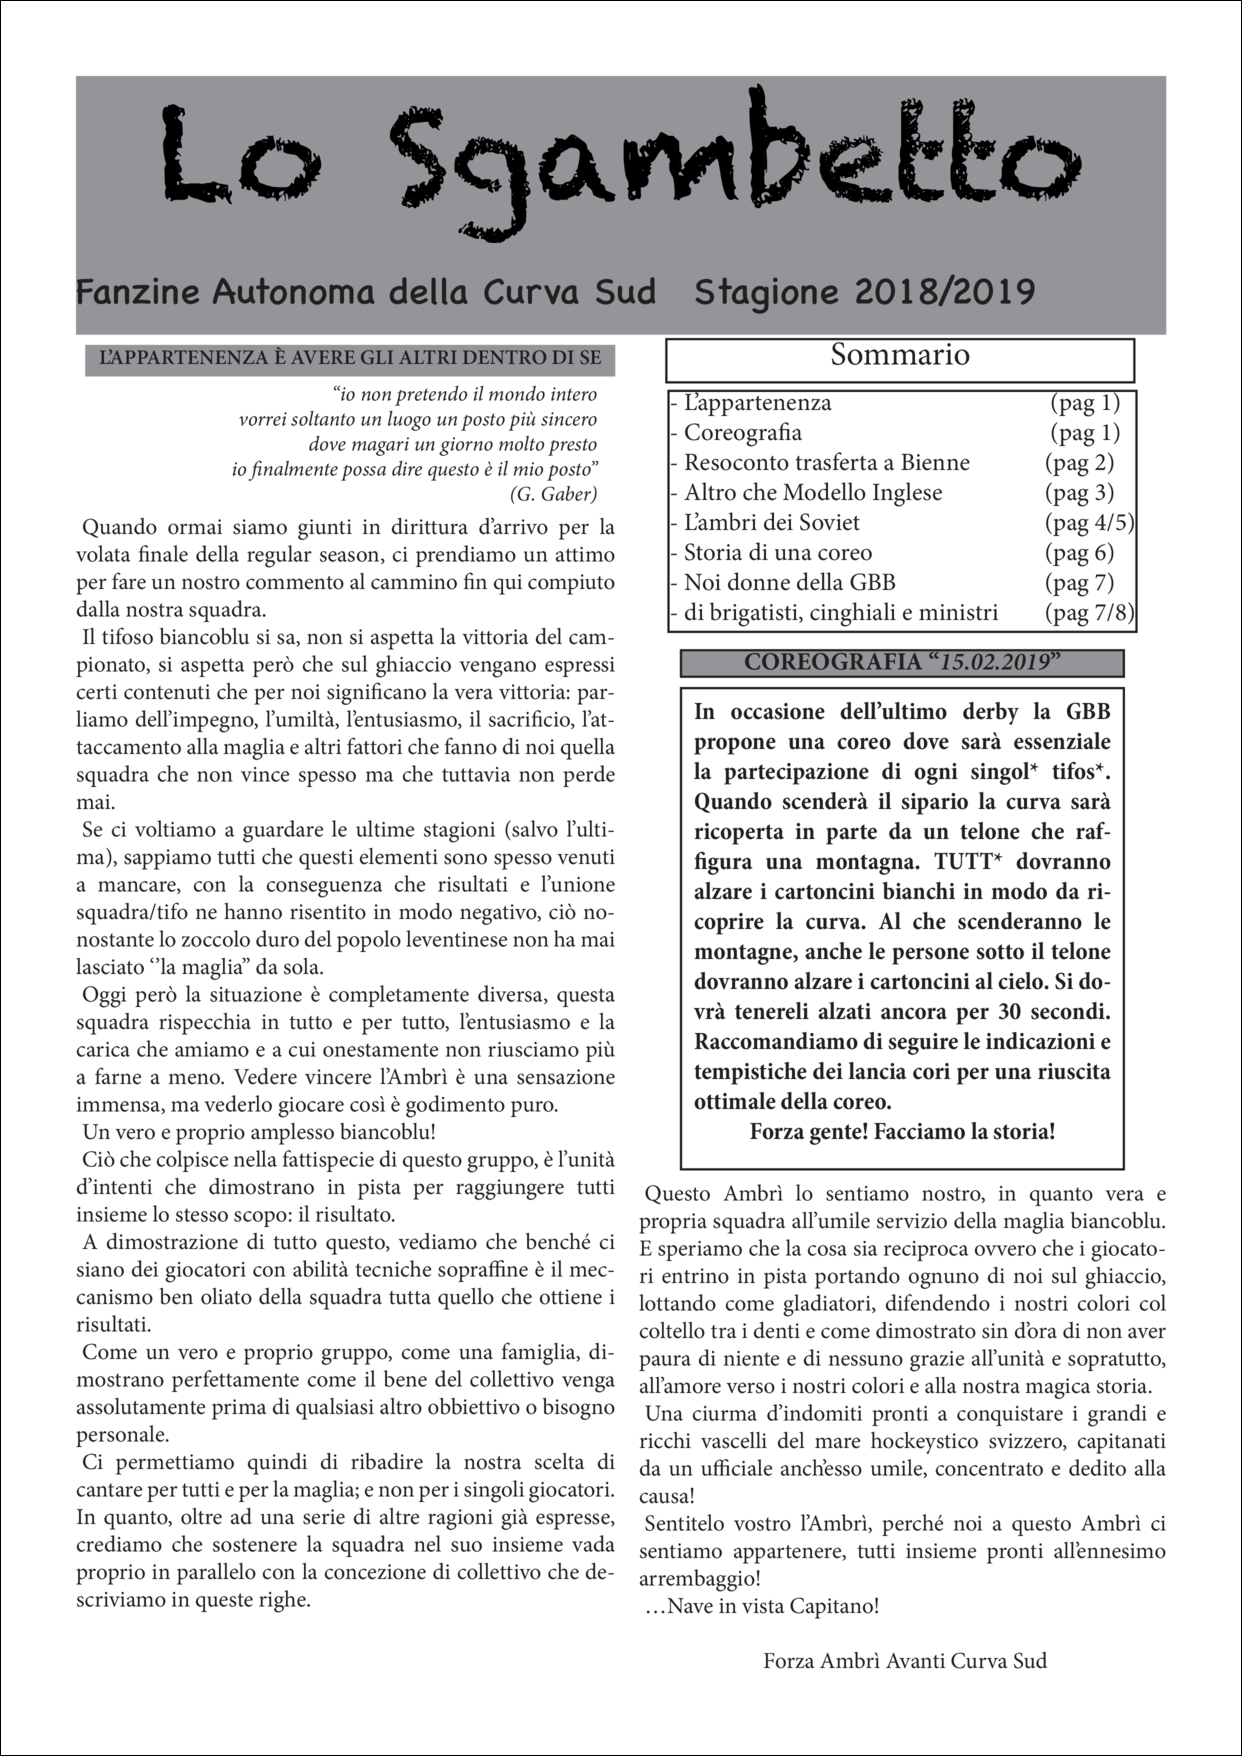 Lo Sgambetto
Fanzine Autonoma della Curva Sud   Stagione 2018/2019
L'APPARTENENZA È AVERE GLI ALTRI DENTRO DI SE
“io non pretendo il mondo intero
vorrei soltanto un luogo un posto più sincero
dove magari un giorno molto presto
io finalmente possa dire questo è il mio posto”
(G. Gaber)
Quando ormai siamo giunti in dirittura d'arrivo per la
volata finale della regular season, ci prendiamo un attimo
per fare un nostro commento al cammino fin qui compiuto
dalla nostra squadra.
Il tifoso biancoblu si sa, non si aspetta la vittoria del cam-
pionato, si aspetta però che sul ghiaccio vengano espressi
certi contenuti che per noi significano la vera vittoria: par-
liamo dell'impegno, l'umiltà, l'entusiasmo, il sacrificio, l'at-
taccamento alla maglia e altri fattori che fanno di noi quella
squadra che non vince spesso ma che tuttavia non perde
mai.
Se ci voltiamo a guardare le ultime stagioni (salvo l'ulti-
ma), sappiamo tutti che questi elementi sono spesso venuti
a mancare, con la conseguenza che risultati e l'unione
squadra/tifo ne hanno risentito in modo negativo, ciò no-
nostante lo zoccolo duro del popolo leventinese non ha mai
lasciato ‘’la maglia” da sola.
Oggi però la situazione è completamente diversa, questa
squadra rispecchia in tutto e per tutto, l'entusiasmo e la
carica che amiamo e a cui onestamente non riusciamo più
a farne a meno. Vedere vincere l'Ambrì è una sensazione
immensa, ma vederlo giocare così è godimento puro.
Un vero e proprio amplesso biancoblu!
Ciò che colpisce nella fattispecie di questo gruppo, è l'unità
d'intenti che dimostrano in pista per raggiungere tutti
insieme lo stesso scopo: il risultato.
A dimostrazione di tutto questo, vediamo che benché ci
siano dei giocatori con abilità tecniche sopraffine è il mec-
canismo ben oliato della squadra tutta quello che ottiene i
risultati.
Come un vero e proprio gruppo, come una famiglia, di-
mostrano perfettamente come il bene del collettivo venga
assolutamente prima di qualsiasi altro obbiettivo o bisogno
personale.
Ci permettiamo quindi di ribadire la nostra scelta di
cantare per tutti e per la maglia; e non per i singoli giocatori.
In quanto, oltre ad una serie di altre ragioni già espresse,
crediamo che sostenere la squadra nel suo insieme vada
proprio in parallelo con la concezione di collettivo che de-
scriviamo in queste righe.
Sommario
- L'appartenenza (pag 1)
- Coreografia (pag 1)
- Resoconto trasferta a Bienne (pag 2)
- Altro che Modello Inglese (pag 3)
- L'ambri dei Soviet (pag 4/5)
- Storia di una coreo (pag 6)
- Noi donne della GBB (pag 7)
- di brigatisti, cinghiali e ministri (pag 7/8)
COREOGRAFIA “15.02.2019”
In occasione dell'ultimo derby la GBB
propone una coreo dove sarà essenziale
la partecipazione di ogni singol* tifos*.
Quando scenderà il sipario la curva sarà
ricoperta in parte da un telone che raf-
figura una montagna. TUTT* dovranno
alzare i cartoncini bianchi in modo da ri-
coprire la curva. Al che scenderanno le
montagne, anche le persone sotto il telone
dovranno alzare i cartoncini al cielo. Si do-
vrà tenereli alzati ancora per 30 secondi.
Raccomandiamo di seguire le indicazioni e
tempistiche dei lancia cori per una riuscita
ottimale della coreo.
Forza gente! Facciamo la storia!
Questo Ambrì lo sentiamo nostro, in quanto vera e
propria squadra all'umile servizio della maglia biancoblu.
E speriamo che la cosa sia reciproca ovvero che i giocato-
ri entrino in pista portando ognuno di noi sul ghiaccio,
lottando come gladiatori, difendendo i nostri colori col
coltello tra i denti e come dimostrato sin d'ora di non aver
paura di niente e di nessuno grazie all'unità e sopratutto,
all'amore verso i nostri colori e alla nostra magica storia.
Una ciurma d'indomiti pronti a conquistare i grandi e
ricchi vascelli del mare hockeystico svizzero, capitanati
da un ufficiale anch'esso umile, concentrato e dedito alla
causa!
Sentitelo vostro l'Ambrì, perché noi a questo Ambrì ci
sentiamo appartenere, tutti insieme pronti all'ennesimo
arrembaggio!
…Nave in vista Capitano!
Forza Ambrì Avanti Curva Sud